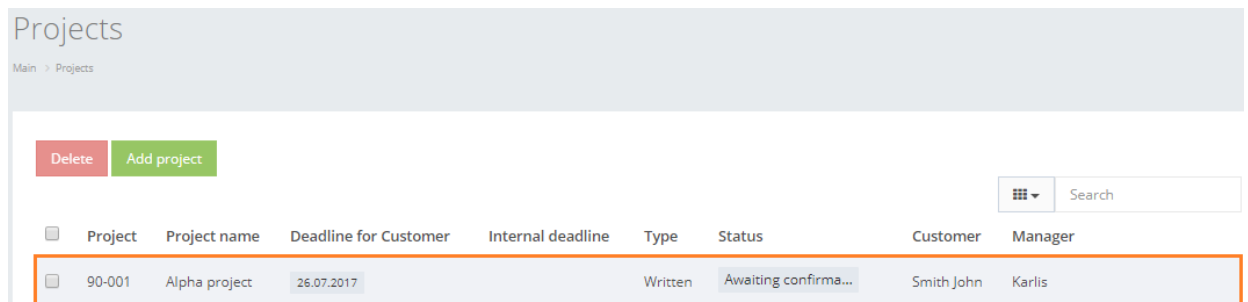 Projects
Main > Projects
Delete Add project
Search
Project Project name Deadline for Customer Internal deadline Type Status Customer Manager
90-001 Alpha project 26.07.2017 Written Awaiting confirma... Smith John Karlis